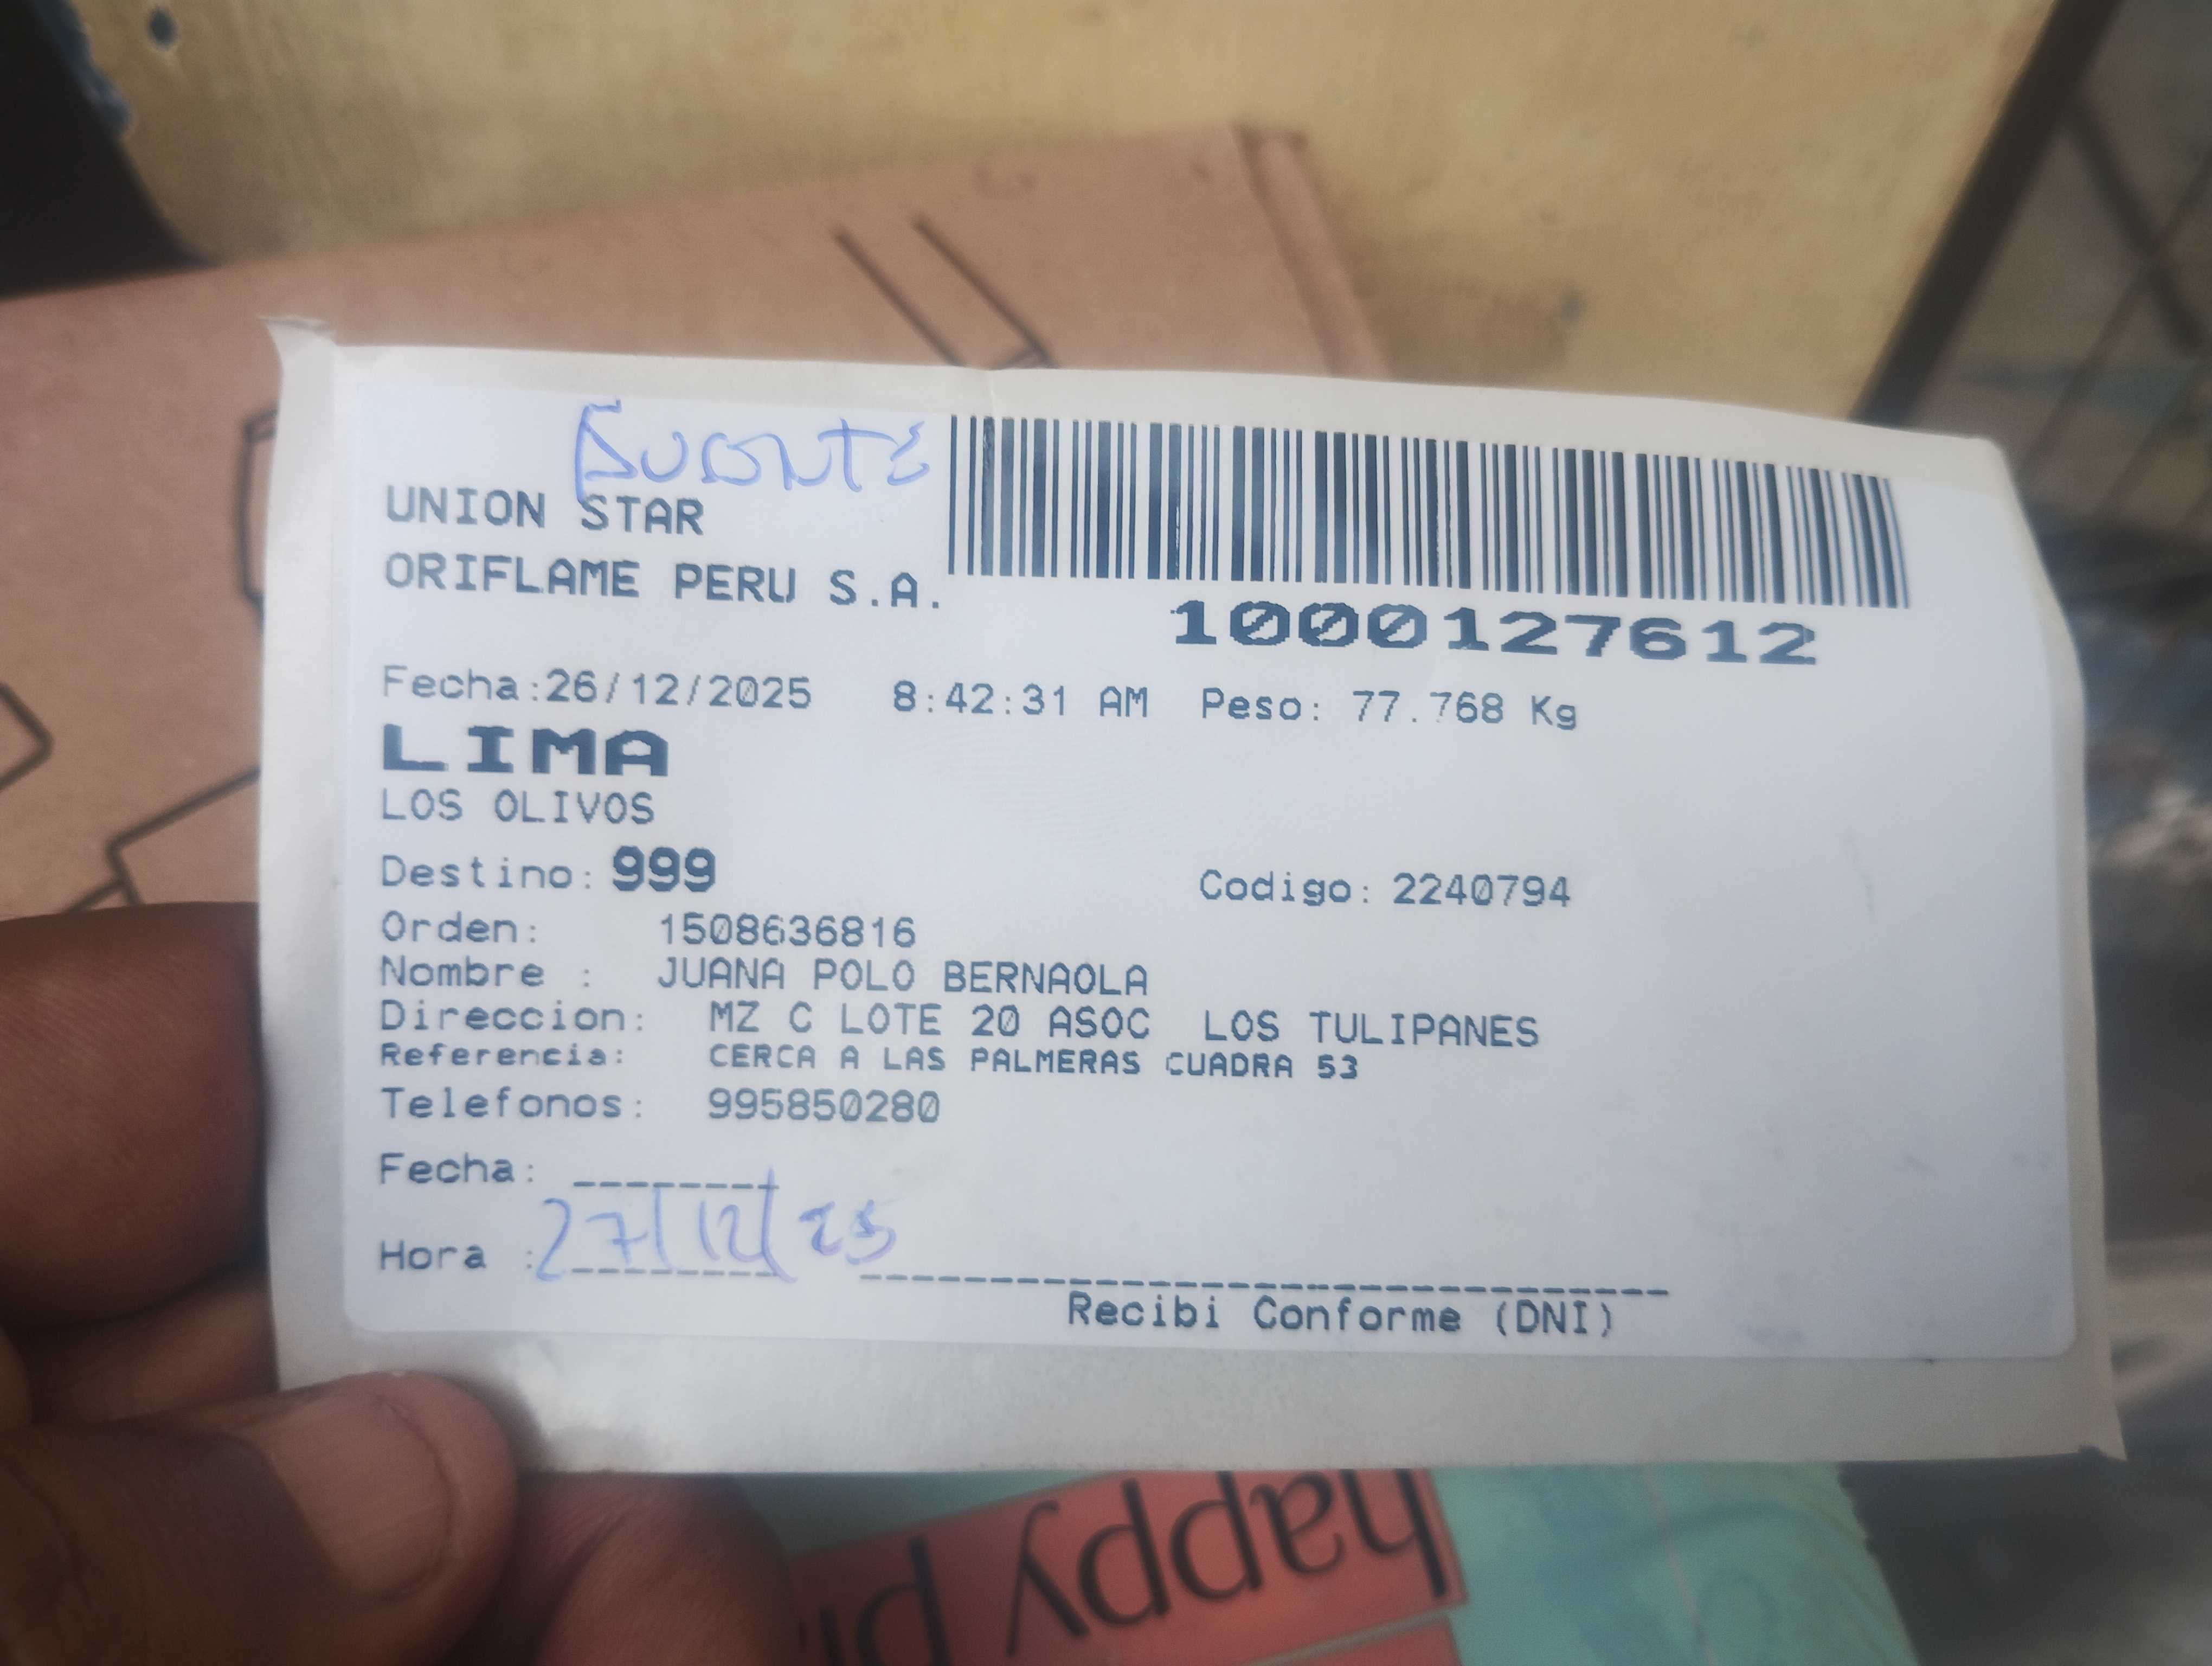 UNION STAR
ORIFLAME PERU S.A.
1000127612
Fecha:26/12/2025 8:42:31 AM Peso: 77.768 Kg
LIMA
LOS OLIVOS
Destino: 999 Codigo: 2240794
Orden: 1508636816
Nombre : JUANA POLO BERNAOLA
Direccion: MZ C LOTE 20 ASOC LOS TULIPANES
Referencia: CERCA A LAS PALMERAS CUADRA 53
Telefonos: 995850280
Fecha: ________
27/12/25
Hora :
Recibi Conforme (DNI)
happy